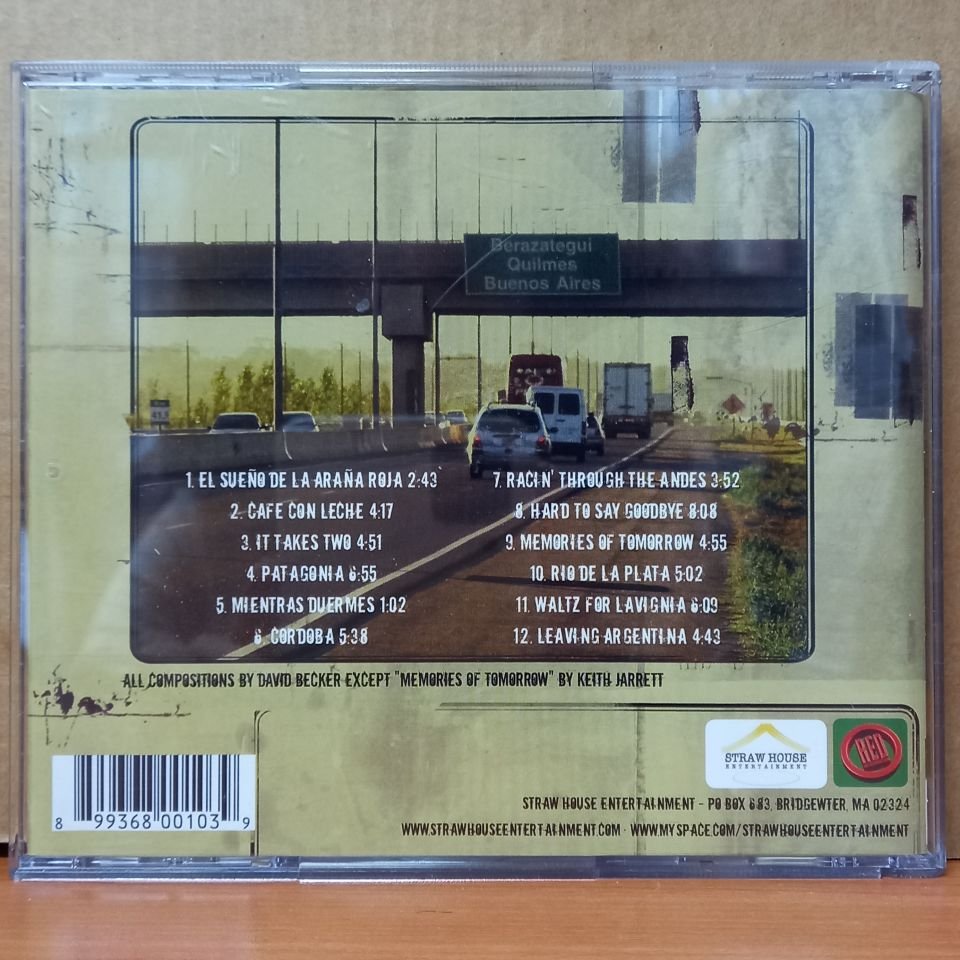 Berazategui
Quilmes
Buenos Aires
1. EL SUEÑO DE LA ARAÑA ROJA 2:43
2. CAFE CON LECHE 4:17
3. IT TAKES TWO 4:51
4. PATAGONIA 6:55
5. MIENTRAS DUERMES 1:02
6. CORDOBA 5:38
7. RACIN' THROUGH THE ANDES 3:52
8. HARD TO SAY GOODBYE 8:08
9. MEMORIES OF TOMORROW 4:55
10. RIO DE LA PLATA 5:02
11. WALTZ FOR LAVIGNIA 6:09
12. LEAVING ARGENTINA 4:43
ALL COMPOSITIONS BY DAVID BECKER EXCEPT "MEMORIES OF TOMORROW" BY KEITH JARRETT
STRAW HOUSE
ENTERTAINMENT
RED
STRAW HOUSE ENTERTAINMENT - PO BOX 683, BRIDGEWTER, MA 02324
WWW.STRAWHOUSEENTERTAINMENT.COM · WWW.MYSPACE.COM/STRAWHOUSEENTERTAINMENT
8 99368 00103 9